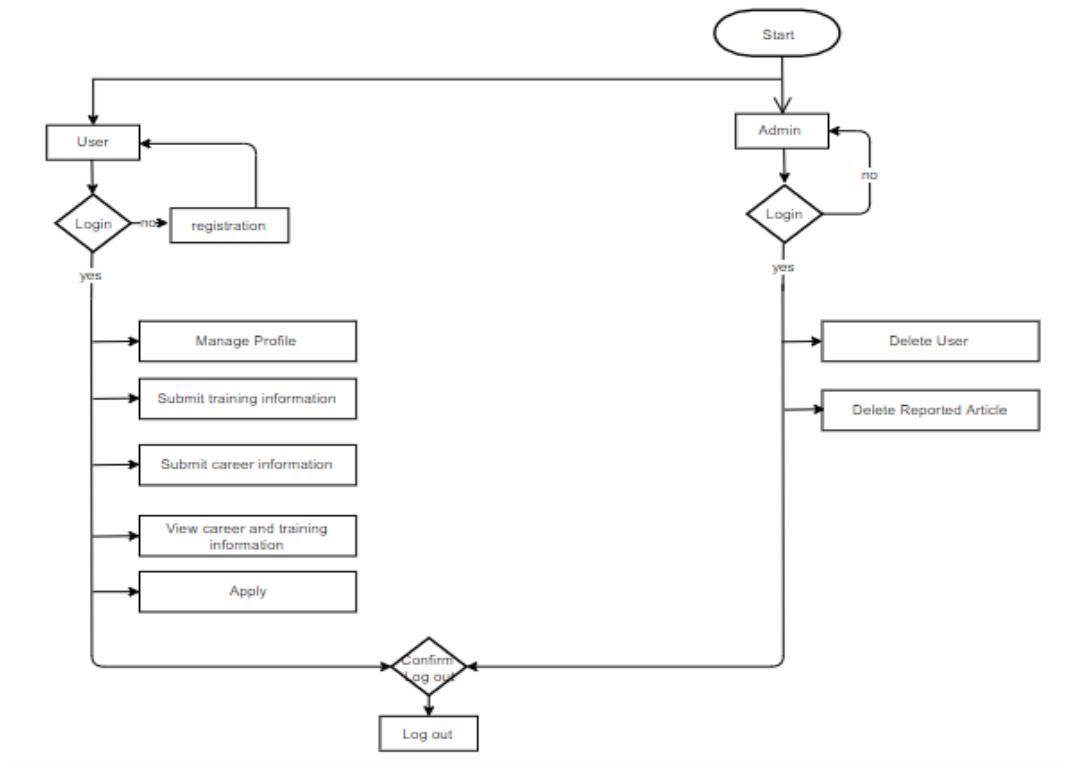 Start
User
Admin
no
Login
no
registration
Login
yes
yes
Manage Profile
Delete User
Submit training information
Delete Reported Article
Submit career information
View career and training
information
Apply
Confirm
Log out
Log out